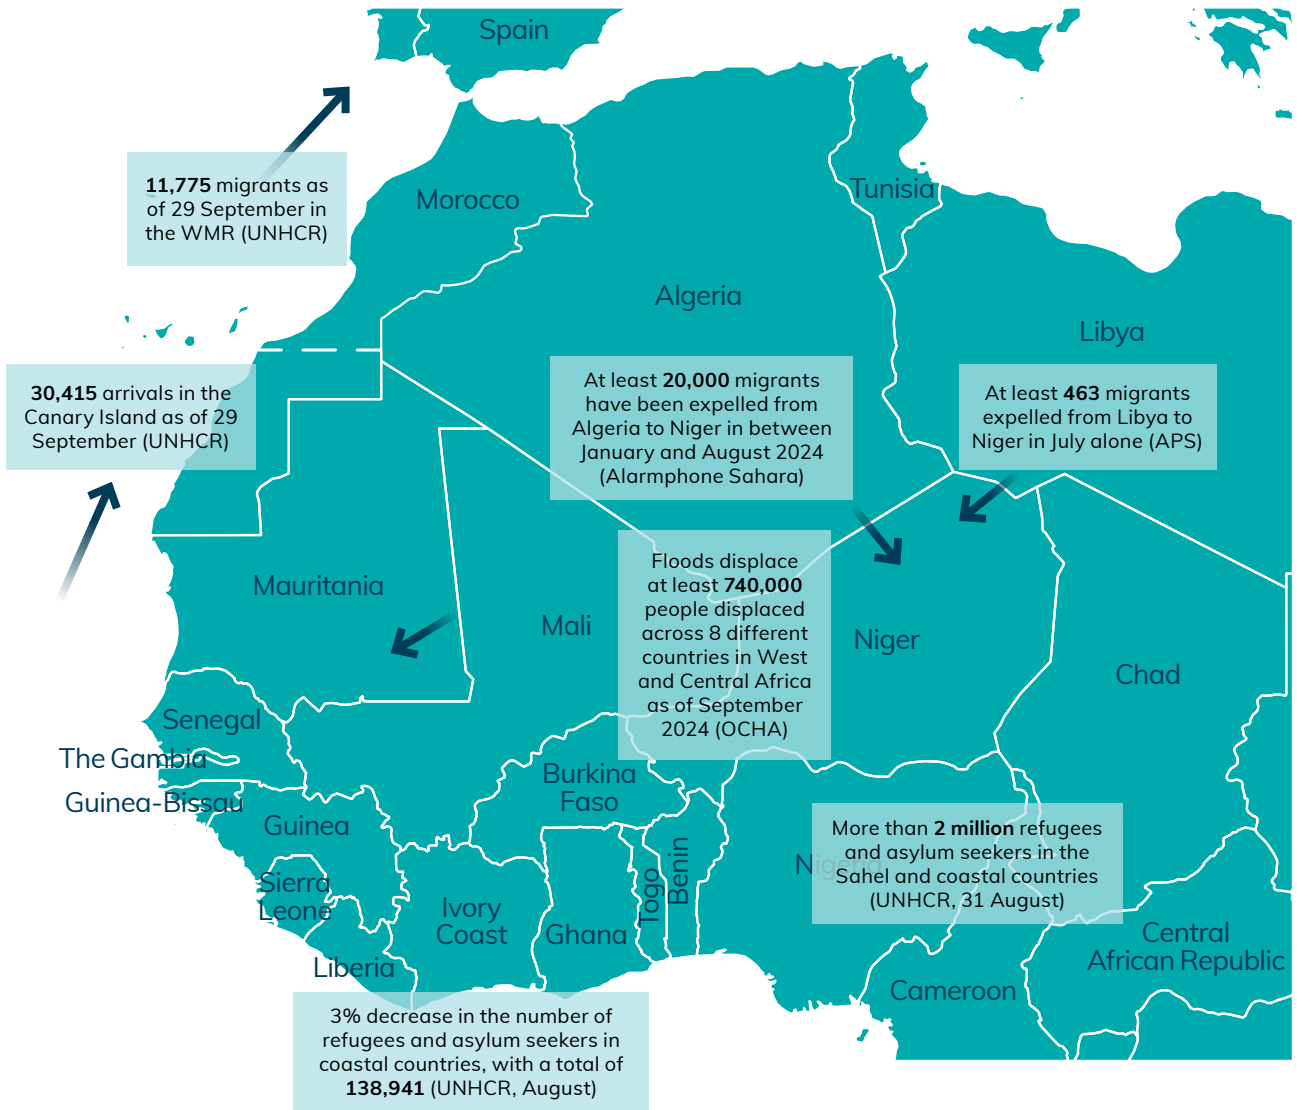 Spain
11,775 migrants as
of 29 September in
the WMR (UNHCR)
Morocco
Tunisia
Algeria
Libya
30,415 arrivals in the
Canary Island as of 29
September (UNHCR)
At least 20,000 migrants
have been expelled from
Algeria to Niger in between
January and August 2024
(Alarmphone Sahara)
At least 463 migrants
expelled from Libya to
Niger in July alone (APS)
Mauritania
Mali
Floods displace
at least 740,000
people displaced
across 8 different
countries in West
and Central Africa
as of September
2024 (OCHA)
Niger
Chad
Senegal
The Gambia
Guinea-Bissau
Guinea
Burkina
Faso
Sierra
Leone
Ivory
Coast
Ghana
Togo
Benin
Nigeria
More than 2 million refugees
and asylum seekers in the
Sahel and coastal countries
(UNHCR, 31 August)
Liberia
Central
African Republic
Cameroon
3% decrease in the number of
refugees and asylum seekers in
coastal countries, with a total of
138,941 (UNHCR, August)